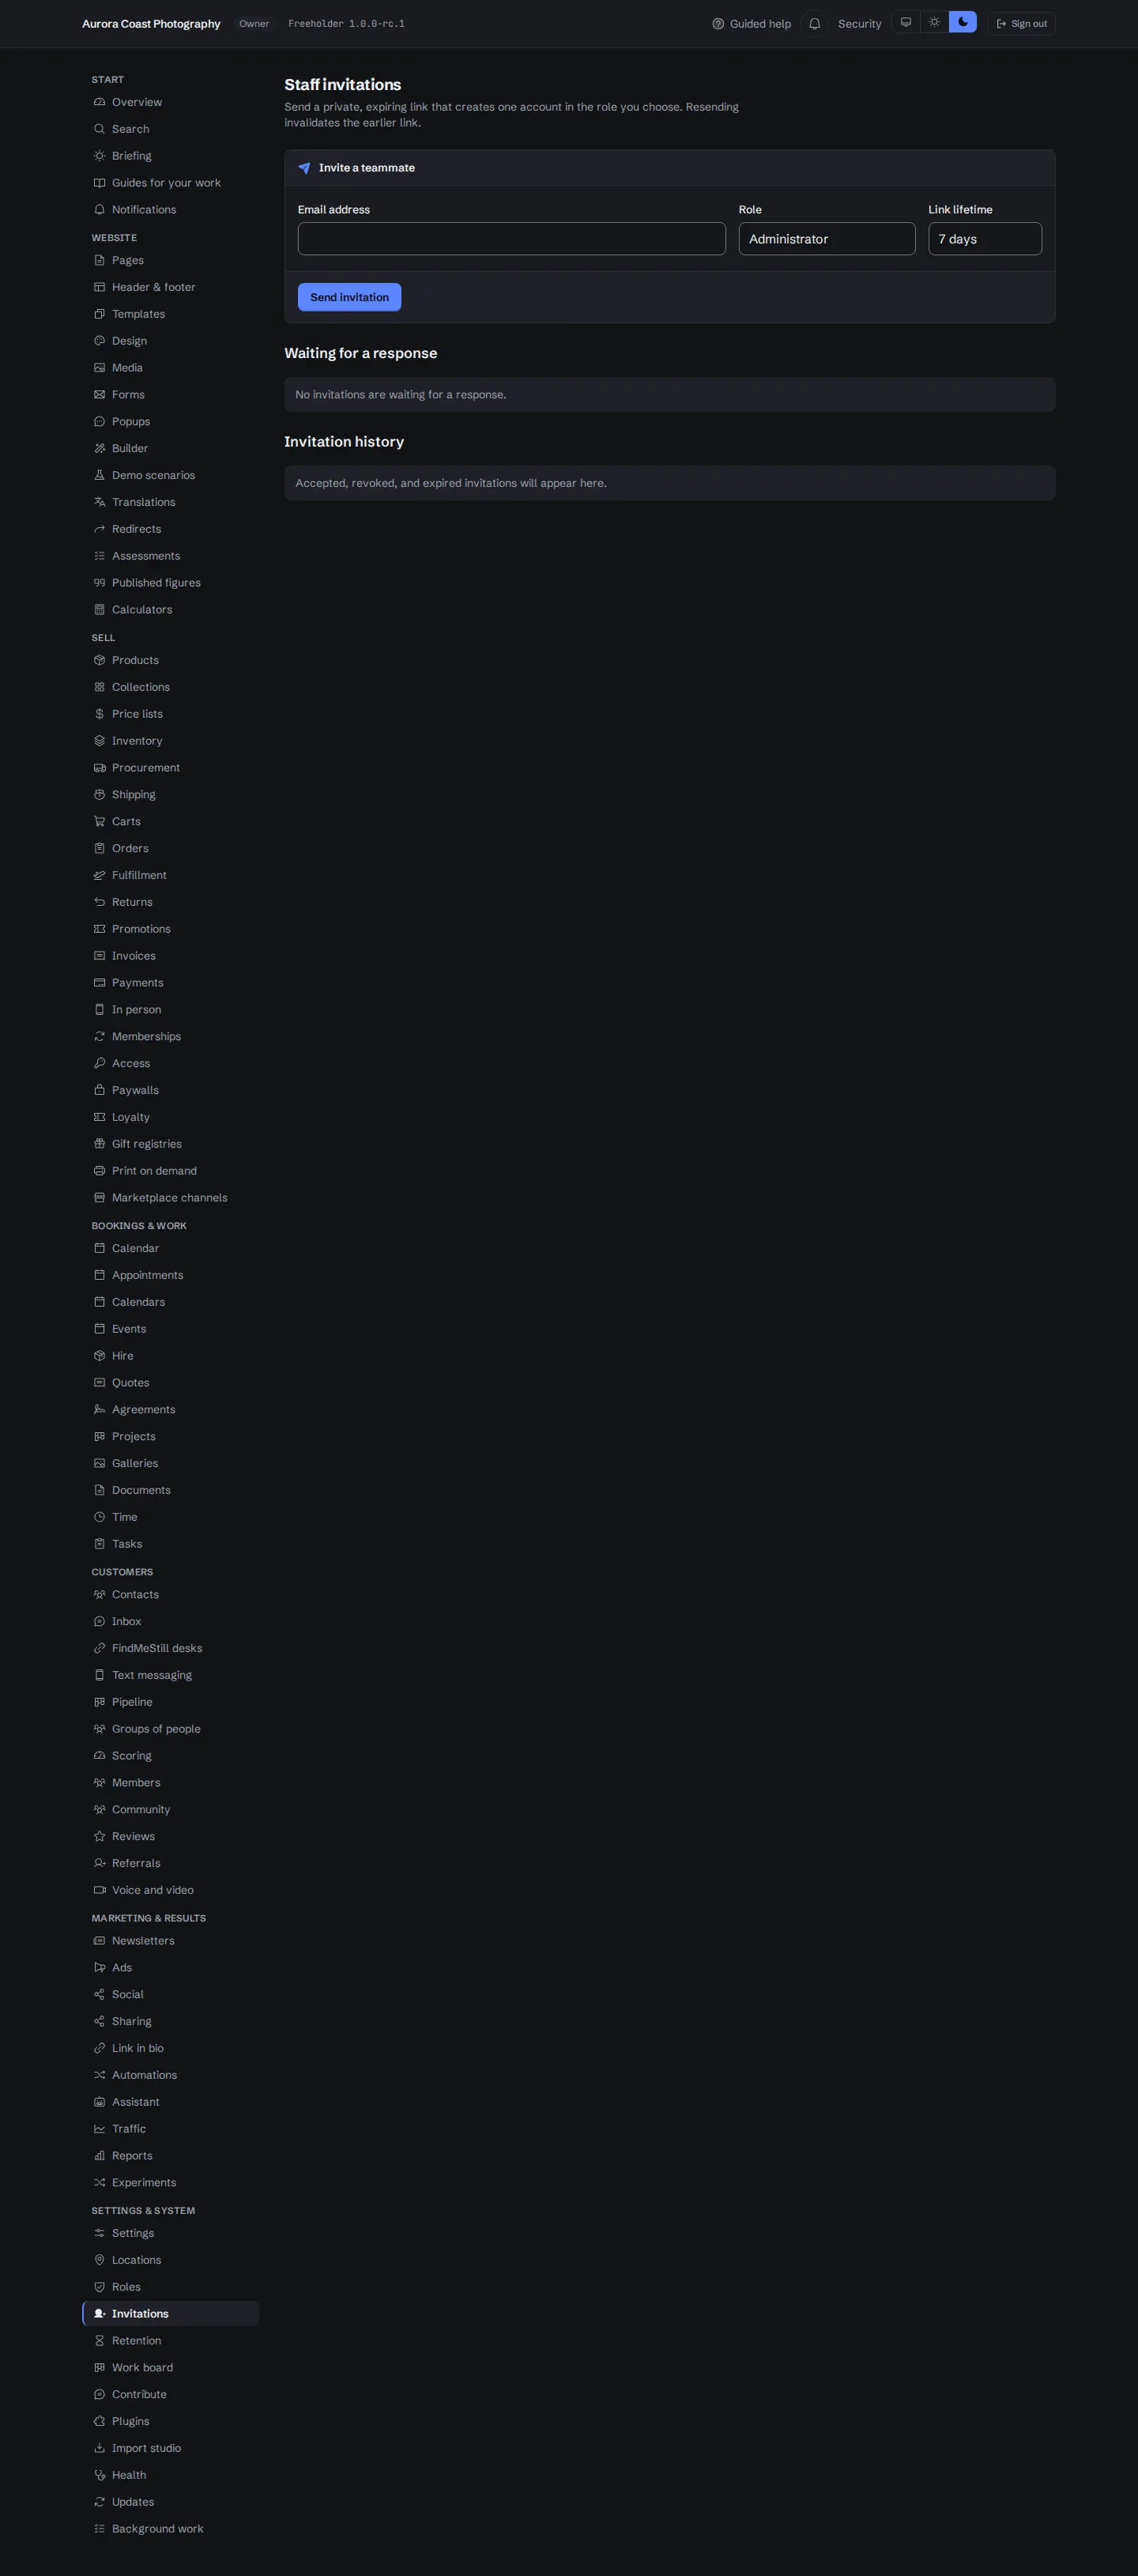 Aurora Coast Photography
Owner
Freeholder 1.0.0-rc.1
Guided help
Security
Sign out
START
Overview
Search
Briefing
Guides for your work
Notifications
WEBSITE
Pages
Header & footer
Templates
Design
Media
Forms
Popups
Builder
Demo scenarios
Translations
Redirects
Assessments
Published figures
Calculators
SELL
Products
Collections
Price lists
Inventory
Procurement
Shipping
Carts
Orders
Fulfillment
Returns
Promotions
Invoices
Payments
In person
Memberships
Access
Paywalls
Loyalty
Gift registries
Print on demand
Marketplace channels
BOOKINGS & WORK
Calendar
Appointments
Calendars
Events
Hire
Quotes
Agreements
Projects
Galleries
Documents
Time
Tasks
CUSTOMERS
Contacts
Inbox
FindMeStill desks
Text messaging
Pipeline
Groups of people
Scoring
Members
Community
Reviews
Referrals
Voice and video
MARKETING & RESULTS
Newsletters
Ads
Social
Sharing
Link in bio
Automations
Assistant
Traffic
Reports
Experiments
SETTINGS & SYSTEM
Settings
Locations
Roles
Invitations
Retention
Work board
Contribute
Plugins
Import studio
Health
Updates
Background work
Staff invitations
Send a private, expiring link that creates one account in the role you choose. Resending
invalidates the earlier link.
Invite a teammate
Email address
Role
Link lifetime
Administrator
7 days
Send invitation
Waiting for a response
No invitations are waiting for a response.
Invitation history
Accepted, revoked, and expired invitations will appear here.